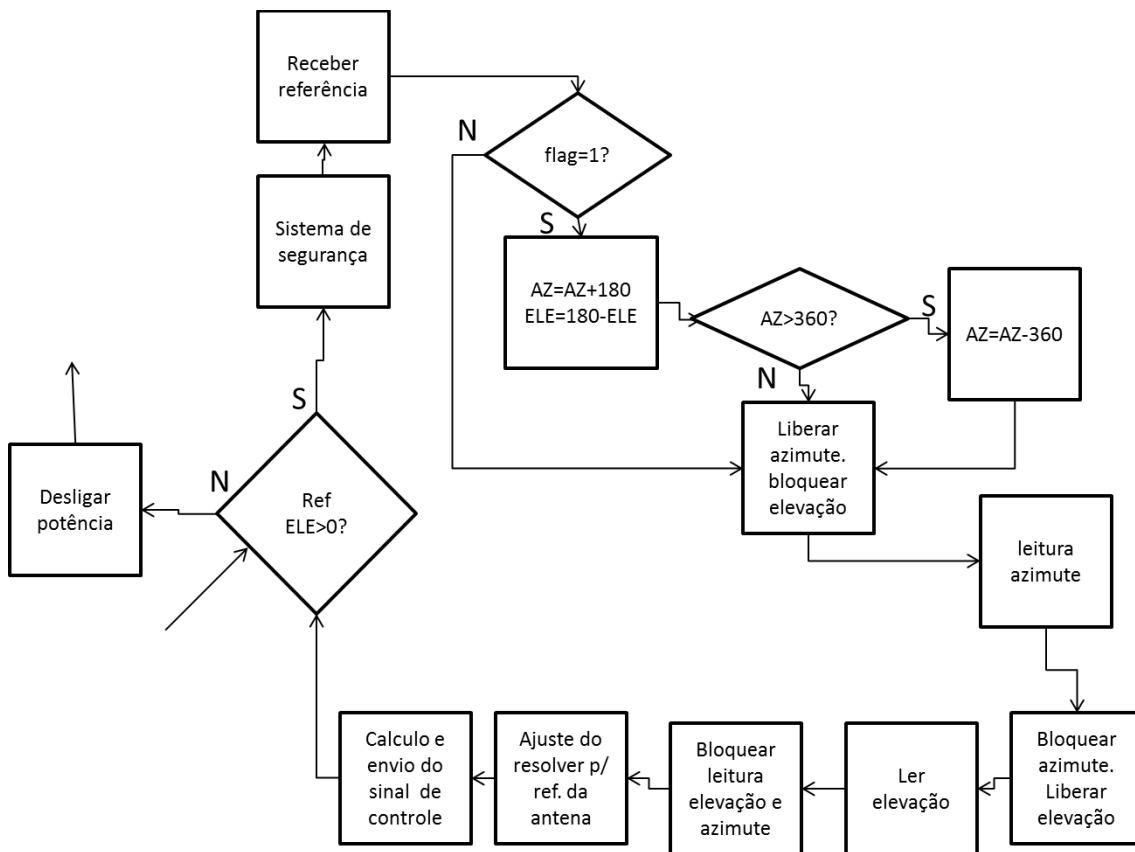 Receber
referência
N
flag=1?
S
Sistema de
segurança
AZ=AZ+180
ELE=180-ELE
AZ>360?
S
AZ=AZ-360
N
S
Liberar
azimute.
bloquear
elevação
Desligar
potência
N
Ref
ELE>0?
leitura
azimute
Calculo e
envio do
sinal de
controle
Ajuste do
resolver p/
ref. da
antena
Bloquear
leitura
elevação e
azimute
Ler
elevação
Bloquear
azimute.
Liberar
elevação